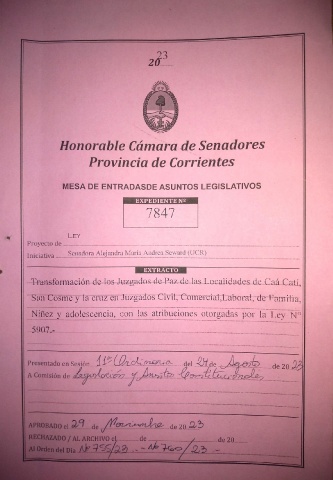 2023
Honorable Cámara de Senadores
Provincia de Corrientes
MESA DE ENTRADASDE ASUNTOS LEGISLATIVOS
EXPEDIENTE Nº
7847
LEY
Proyecto de
Iniciativa Senadora Alejandra María Andrea Seward (UCR)
EXTRACTO
Transformación de los Juzgados de Paz de las Localidades de Caá Catí,
San Cosme y la cruz en Juzgados Civil, Comercial,Laboral, de Familia,
Niñez y adolescencia, con las atribuciones otorgadas por la Ley Nº
5907.-
Presentado en Sesión 11º Ordinaria del 24 de Agosto de 2023
A Comisión de Legislación y Asuntos Constitucionales
APROBADO el 29 de Noviembre de 2023
RECHAZADO / AL ARCHIVO el de de 20
Al Orden del Día Nº 755/23 - Nº 760/23 -